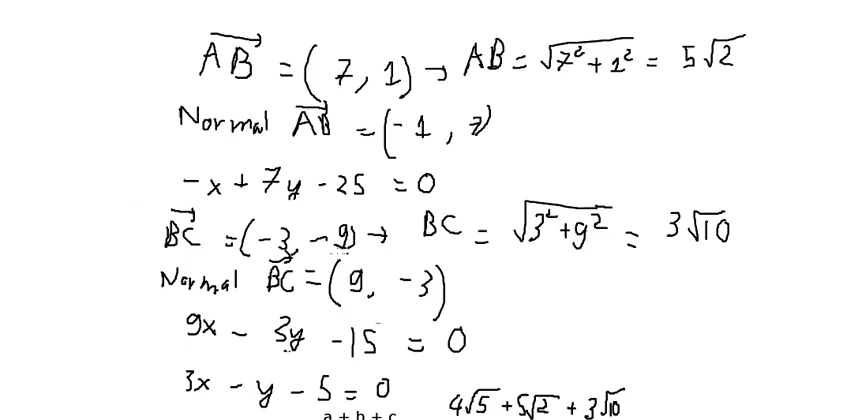 AB = (7, 1) → AB = √7² + 1² = 5√2
Normal AB = (-1, 7)
-x + 7y - 25 = 0
BC = (-3, -9) → BC = √3² + 9² = 3√10
Normal BC = (9, -3)
9x - 3y - 15 = 0
3x - y - 5 = 0
a + b + c
4√5 + 5√2 + 3√10